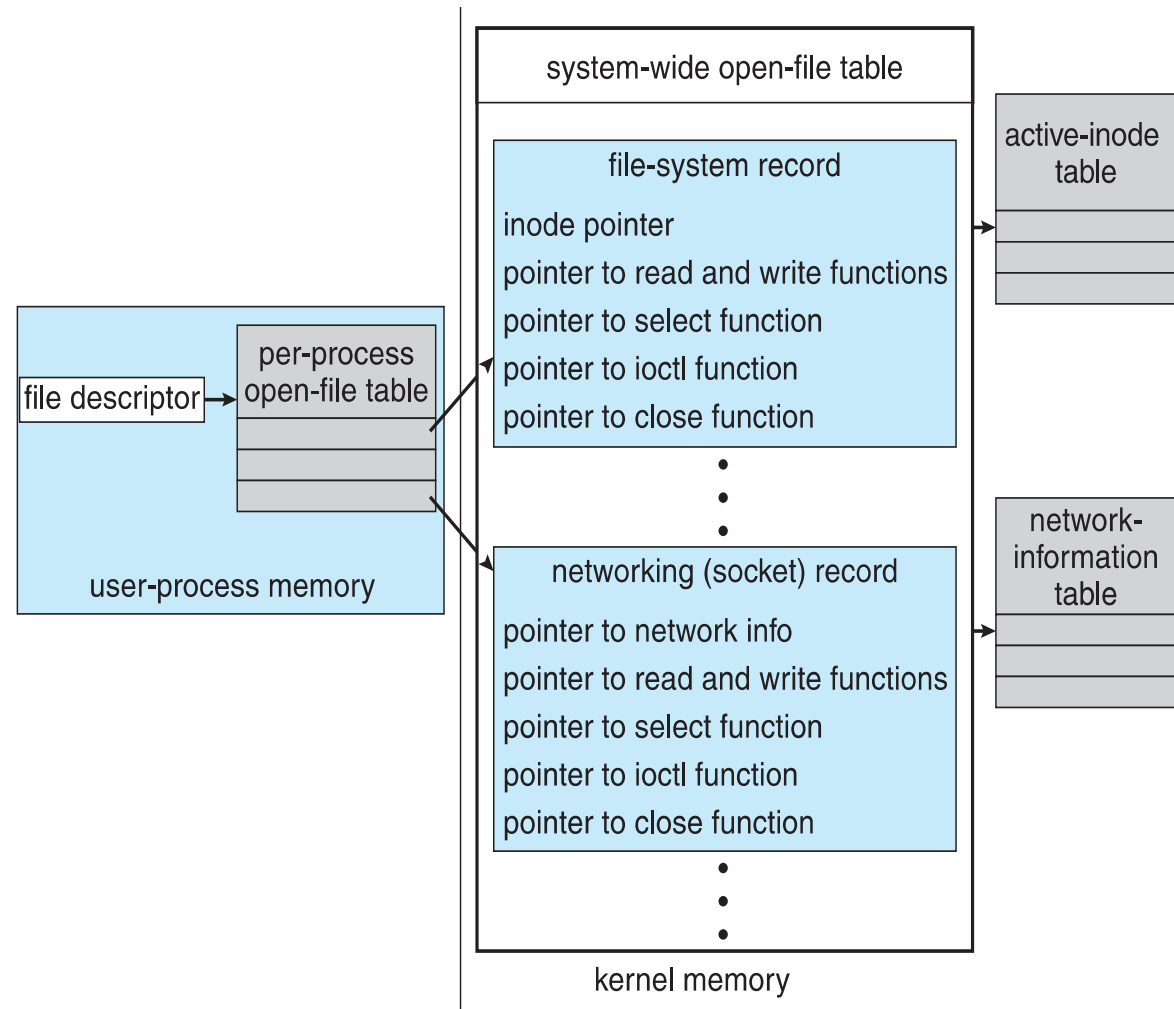 system-wide open-file table
file-system record
inode pointer
pointer to read and write functions
pointer to select function
pointer to ioctl function
pointer to close function
active-inode
table
file descriptor
per-process
open-file table
user-process memory
networking (socket) record
pointer to network info
pointer to read and write functions
pointer to select function
pointer to ioctl function
pointer to close function
network-
information
table
kernel memory